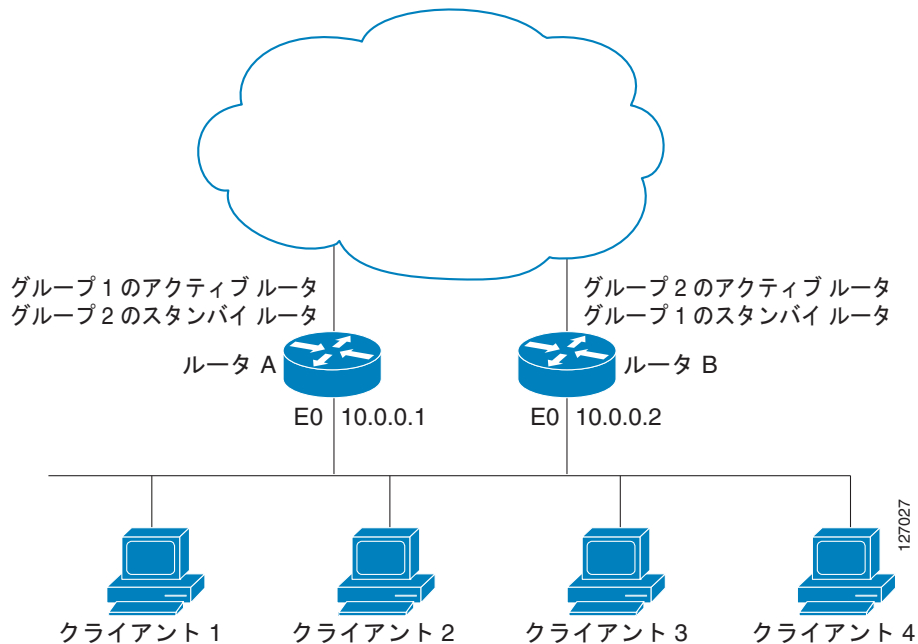 グループ 1 のアクティブ ルータ
グループ 2 のスタンバイ ルータ
グループ 2 のアクティブ ルータ
グループ 1 のスタンバイ ルータ
ルータ A
ルータ B
E0 10.0.0.1
E0 10.0.0.2
127027
クライアント 1
クライアント 2
クライアント 3
クライアント 4